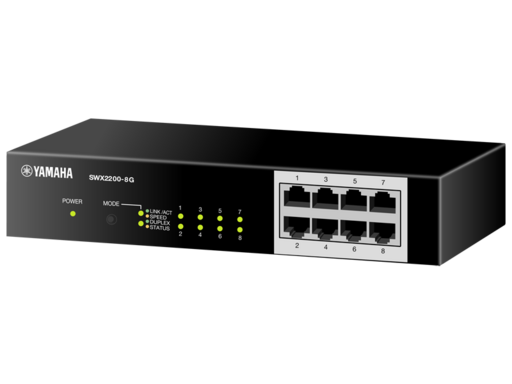 YAMAHA
SWX2200-8G
POWER
MODE
LINK /ACT
SPEED
DUPLEX
STATUS
1 3 5 7
2 4 6 8
1 3 5 7
2 4 6 8